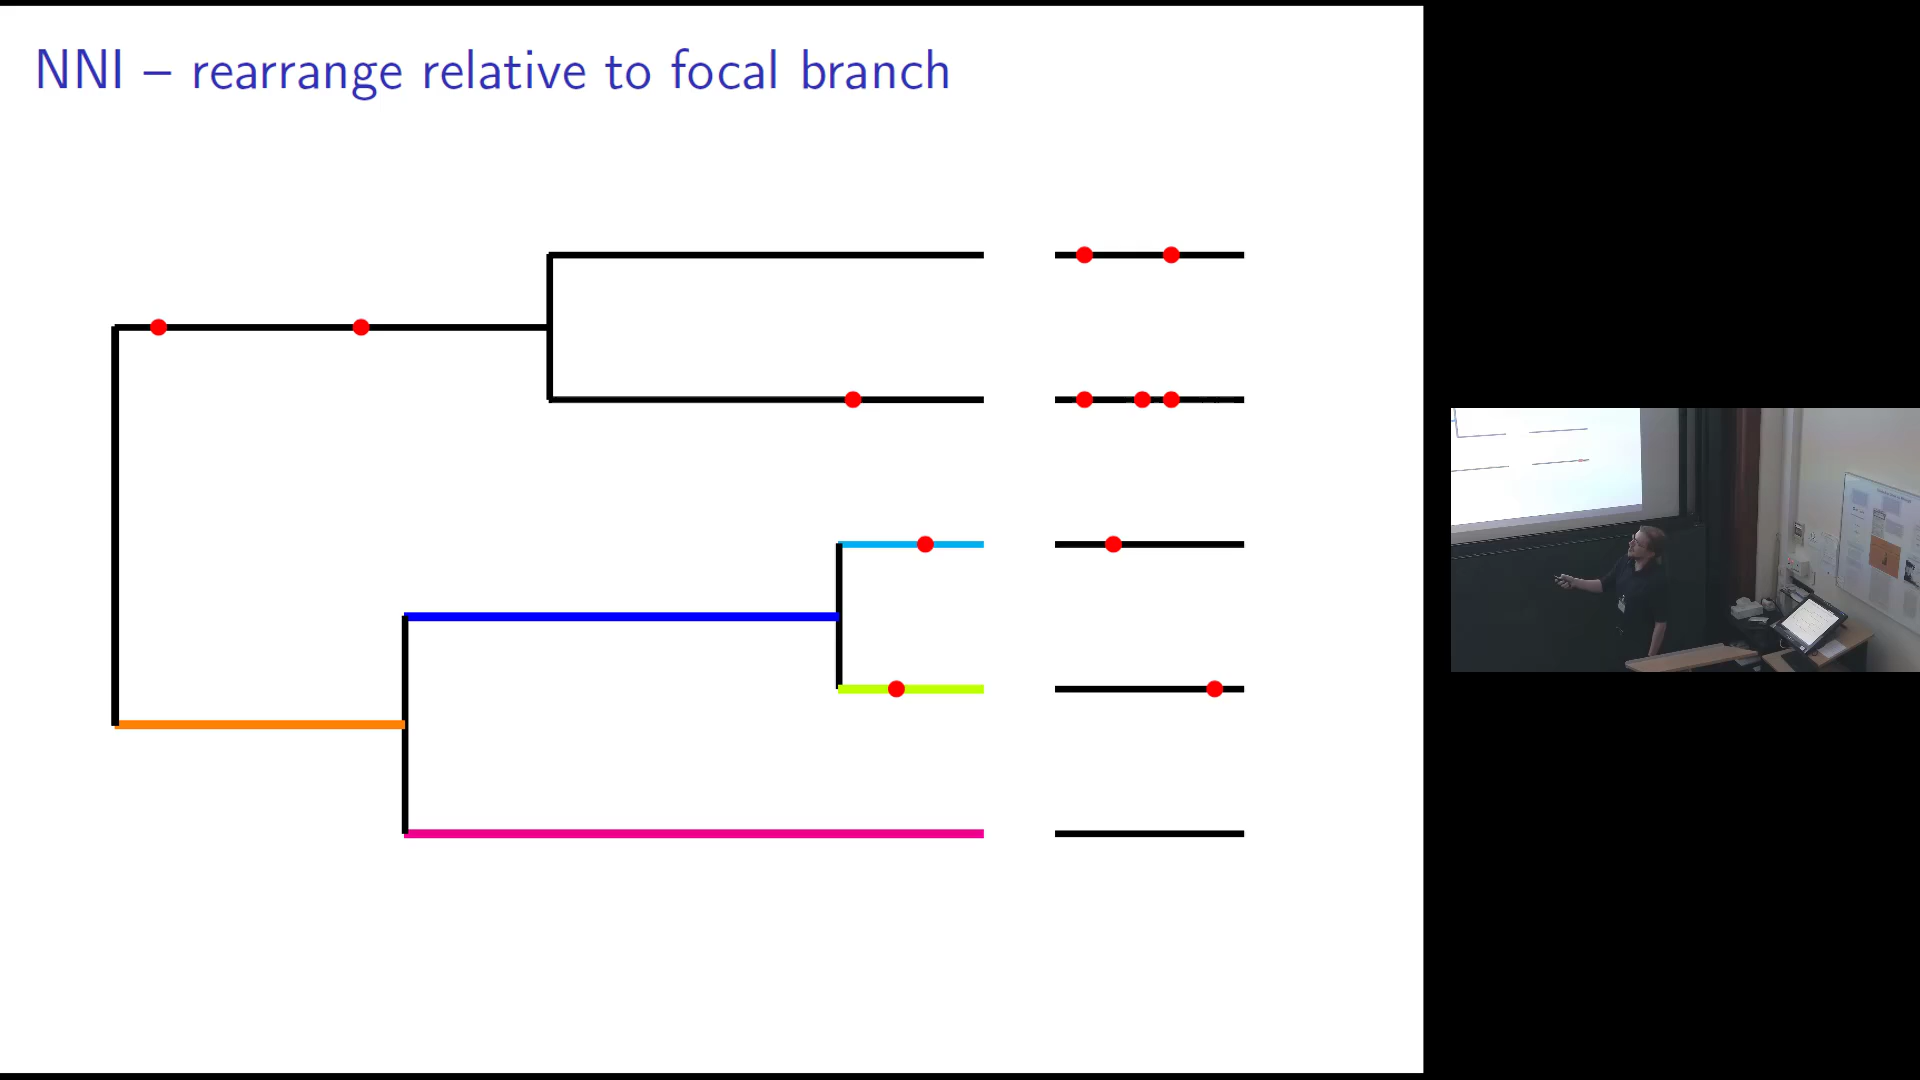 NNI – rearrange relative to focal branch